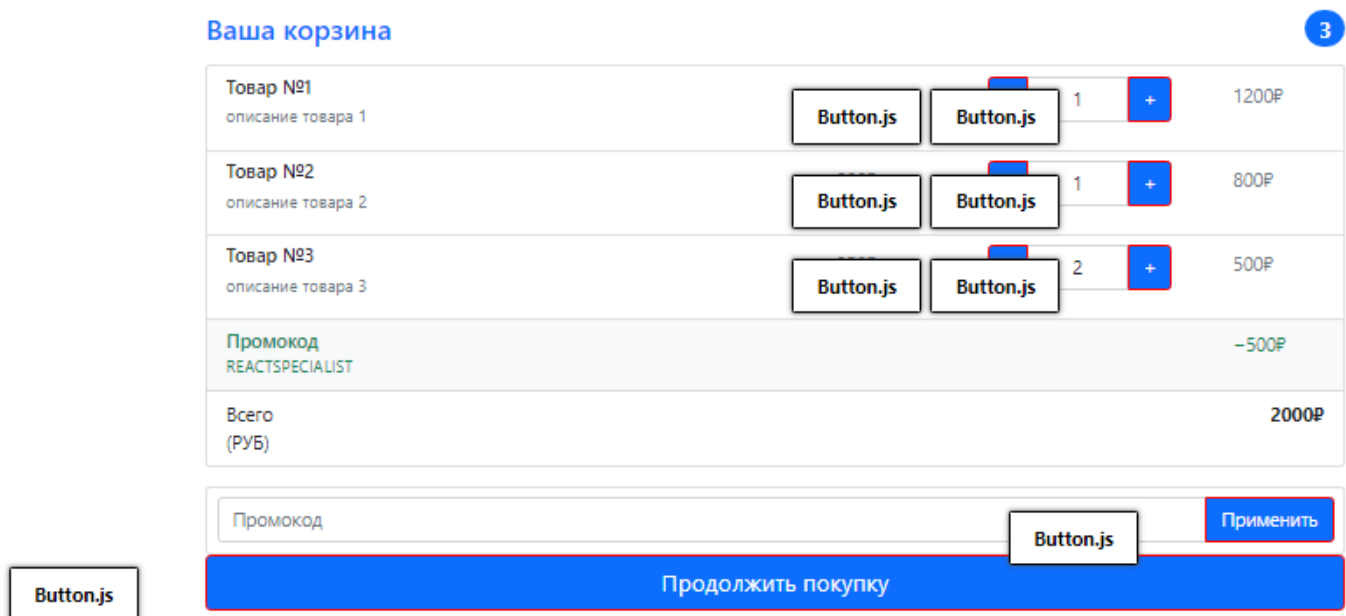 Ваша корзина
3
Товар №1
описание товара 1
Button.js
Button.js
1
+
1200₽
Товар №2
описание товара 2
Button.js
Button.js
1
+
800₽
Товар №3
описание товара 3
Button.js
Button.js
2
+
500₽
Промокод
−500₽
REACTSPECIALIST
Всего
2000₽
(РУБ)
Промокод
Применить
Button.js
Продолжить покупку
Button.js